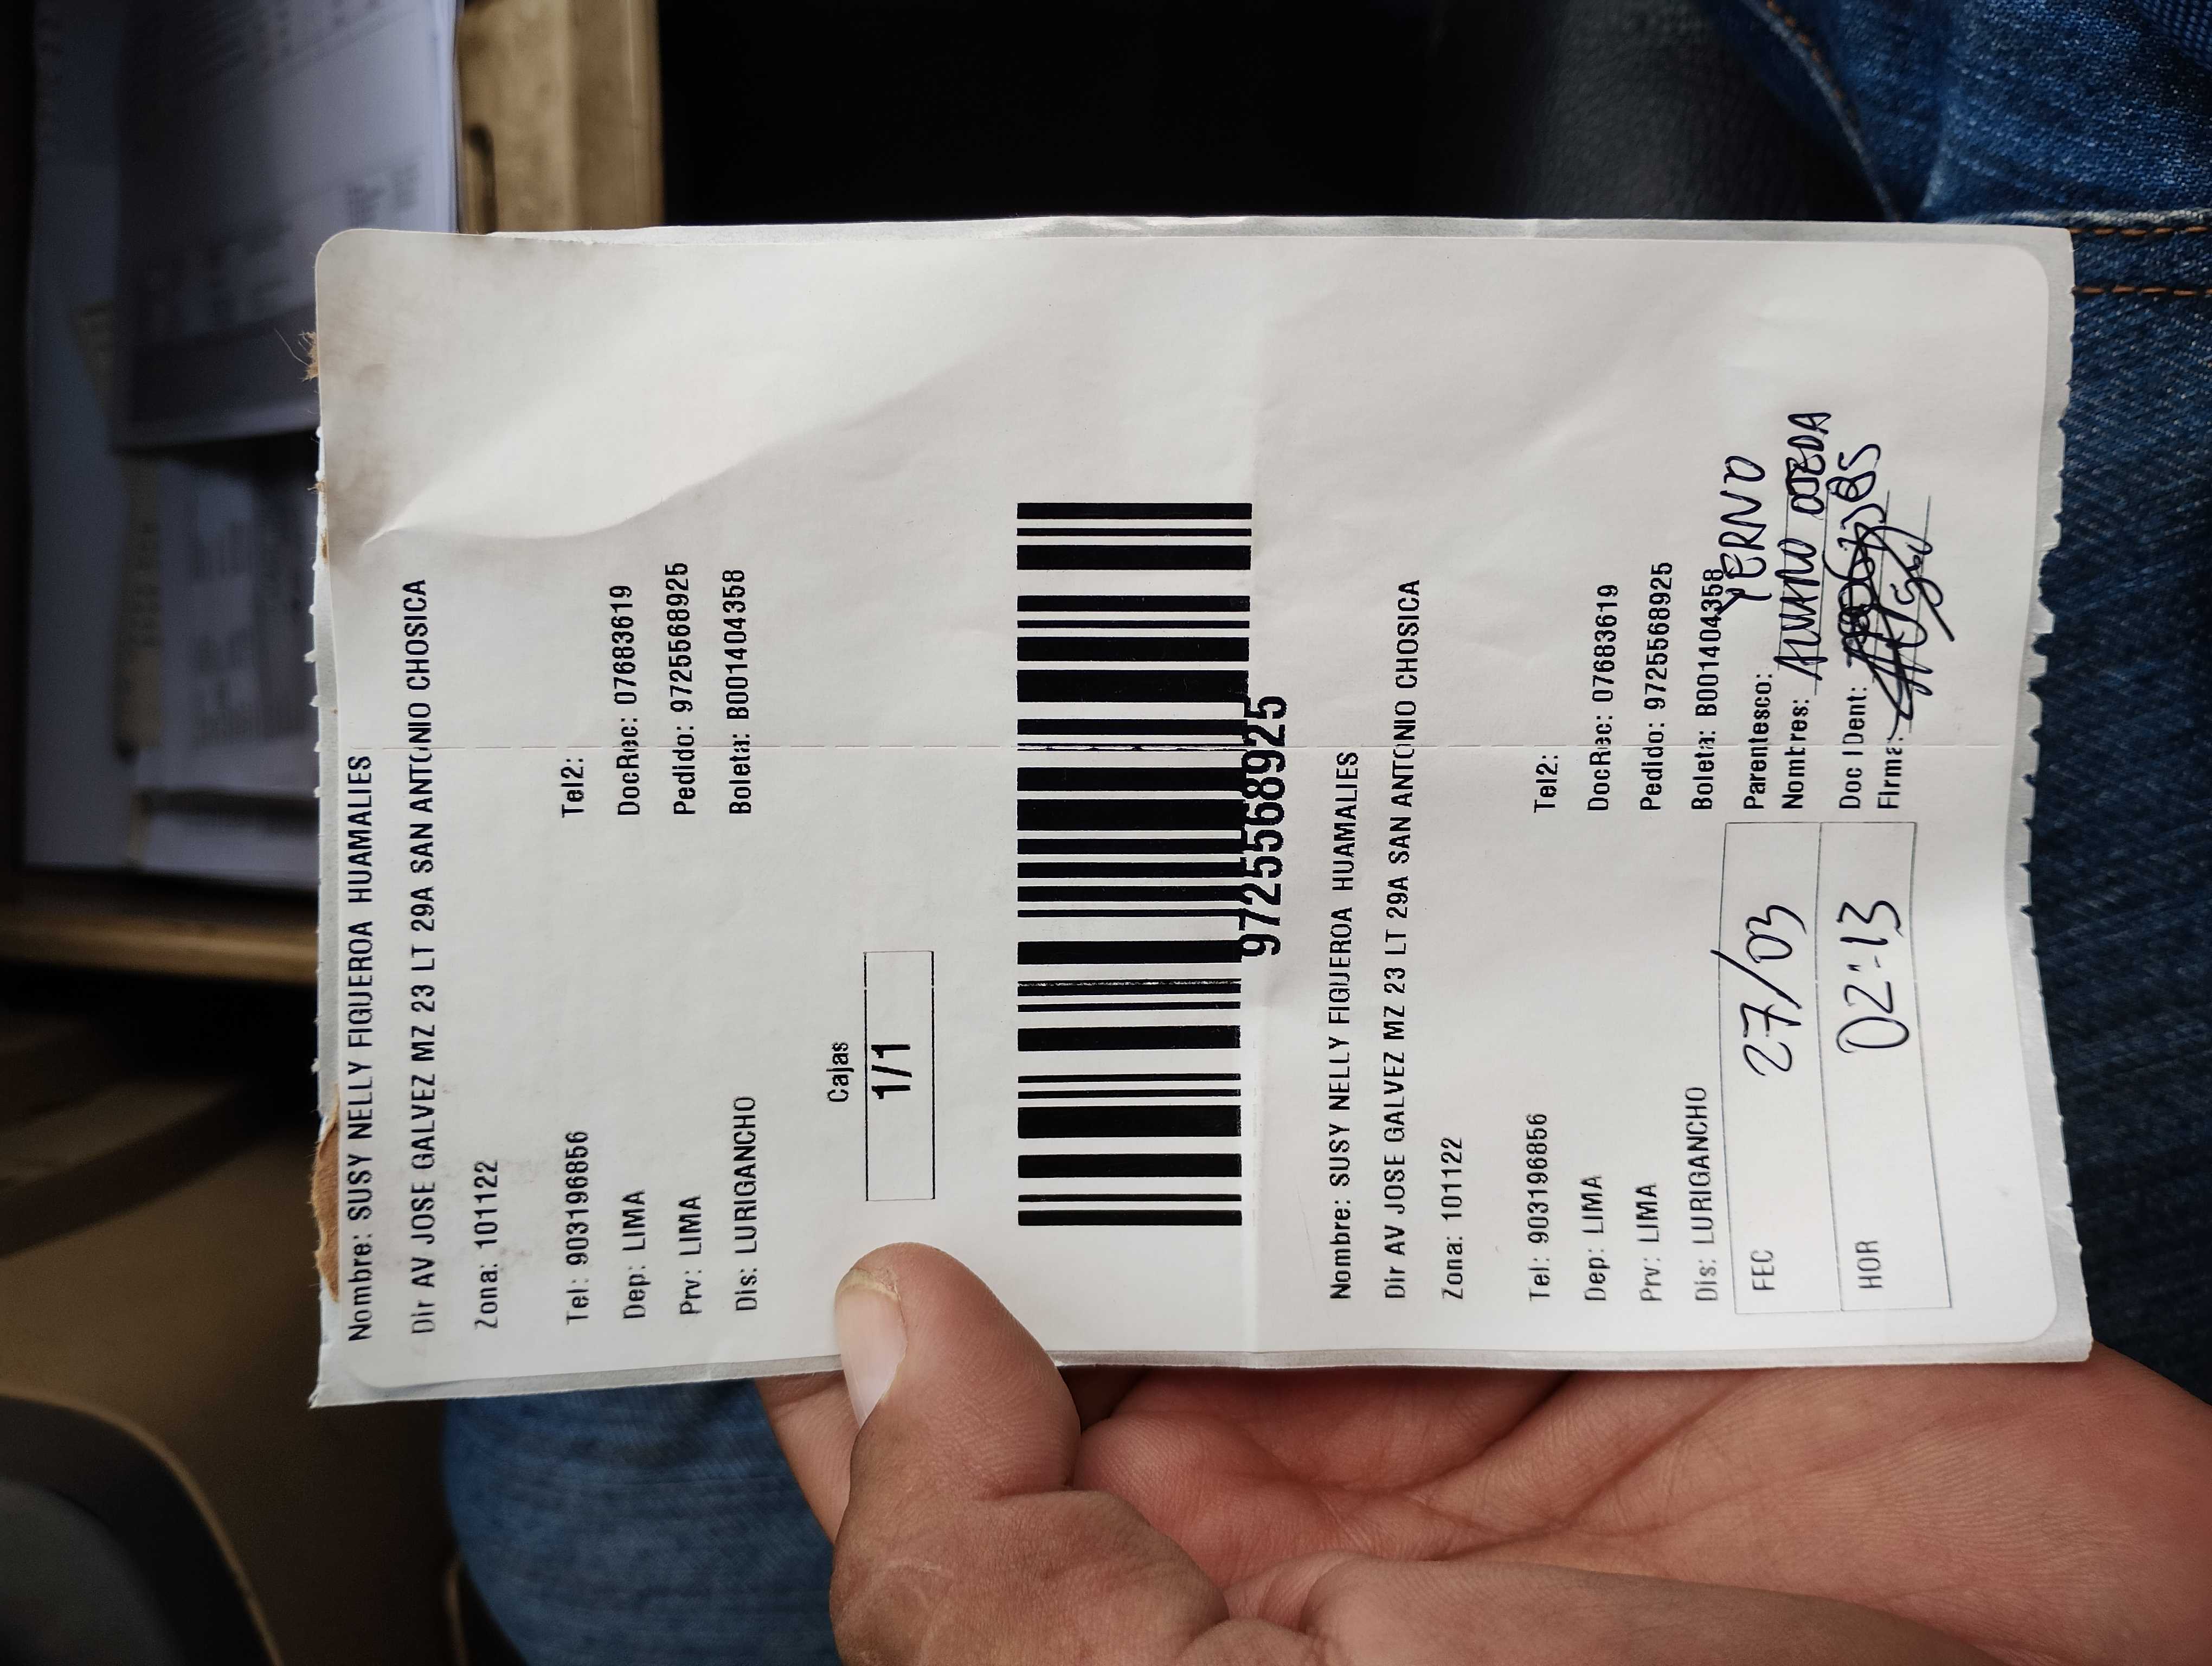 Nombre: SUSY NELLY FIGUEROA HUAMALIES
Dir AV JOSE GALVEZ MZ 23 LT 29A SAN ANTONIO CHOSICA
Zona: 101122
Tel: 903196856 Tel2:
Dep: LIMA DocRec: 07683619
Prv: LIMA Pedido: 9725568925
Dis: LURIGANCHO Boleta: B001404358
Cajas
1/1
9725568925
Nombre: SUSY NELLY FIGUEROA HUAMALIES
Dir AV JOSE GALVEZ MZ 23 LT 29A SAN ANTONIO CHOSICA
Zona: 101122
Tel: 903196856 Tel2:
Dep: LIMA DocRec: 07683619
Prv: LIMA Pedido: 9725568925
Dis: LURIGANCHO Boleta: B001404358
FEC 27/03 Parentesco: YERNO
Nombres:
HOR 02:13 Doc IDent:
Firma: